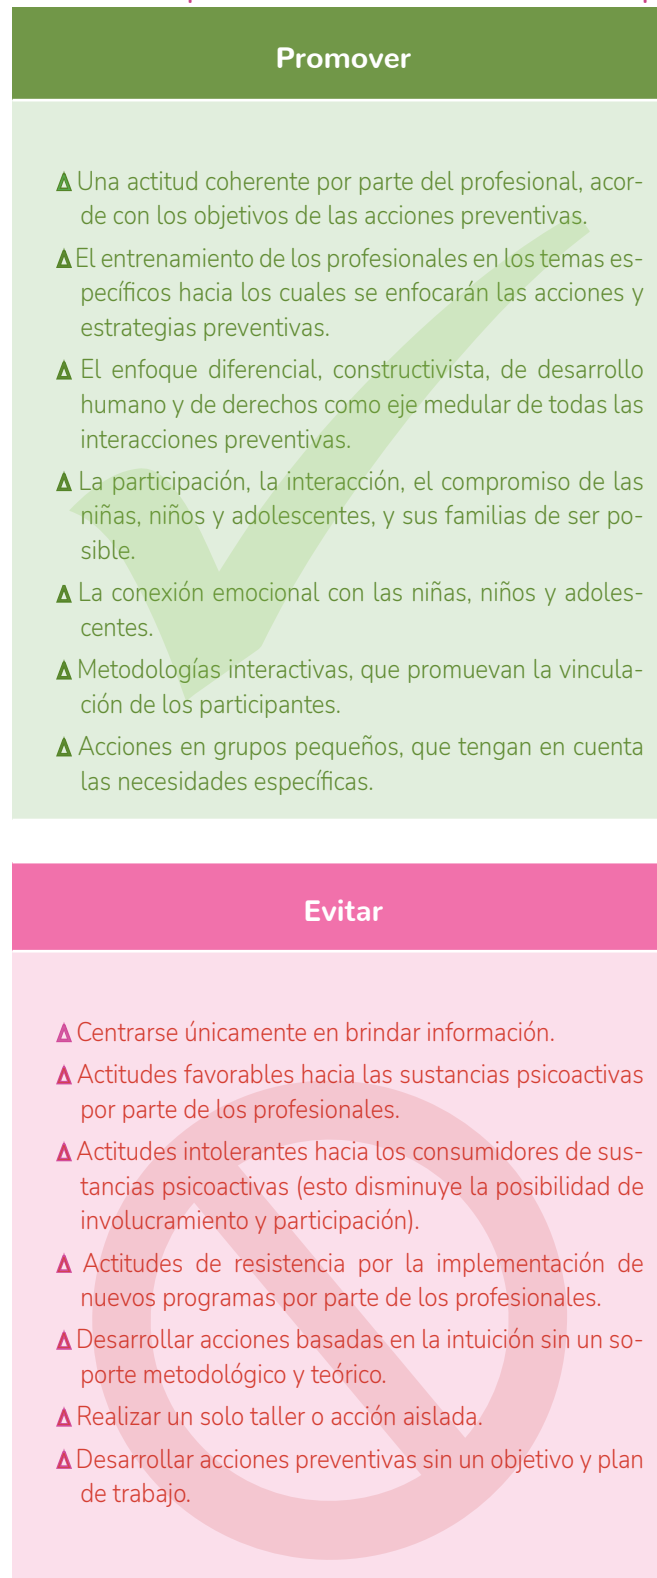 Promover
Una actitud coherente por parte del profesional, acor-
de con los objetivos de las acciones preventivas.
El entrenamiento de los profesionales en los temas es-
pecíficos hacia los cuales se enfocarán las acciones y
estrategias preventivas.
El enfoque diferencial, constructivista, de desarrollo
humano y de derechos como eje medular de todas las
interacciones preventivas.
La participación, la interacción, el compromiso de las
niñas, niños y adolescentes, y sus familias de ser po-
sible.
La conexión emocional con las niñas, niños y adoles-
centes.
Metodologías interactivas, que promuevan la vincula-
ción de los participantes.
Acciones en grupos pequeños, que tengan en cuenta
las necesidades específicas.
Evitar
Centrarse únicamente en brindar información.
Actitudes favorables hacia las sustancias psicoactivas
por parte de los profesionales.
Actitudes intolerantes hacia los consumidores de sus-
tancias psicoactivas (esto disminuye la posibilidad de
involucramiento y participación).
Actitudes de resistencia por la implementación de
nuevos programas por parte de los profesionales.
Desarrollar acciones basadas en la intuición sin un so-
porte metodológico y teórico.
Realizar un solo taller o acción aislada.
Desarrollar acciones preventivas sin un objetivo y plan
de trabajo.